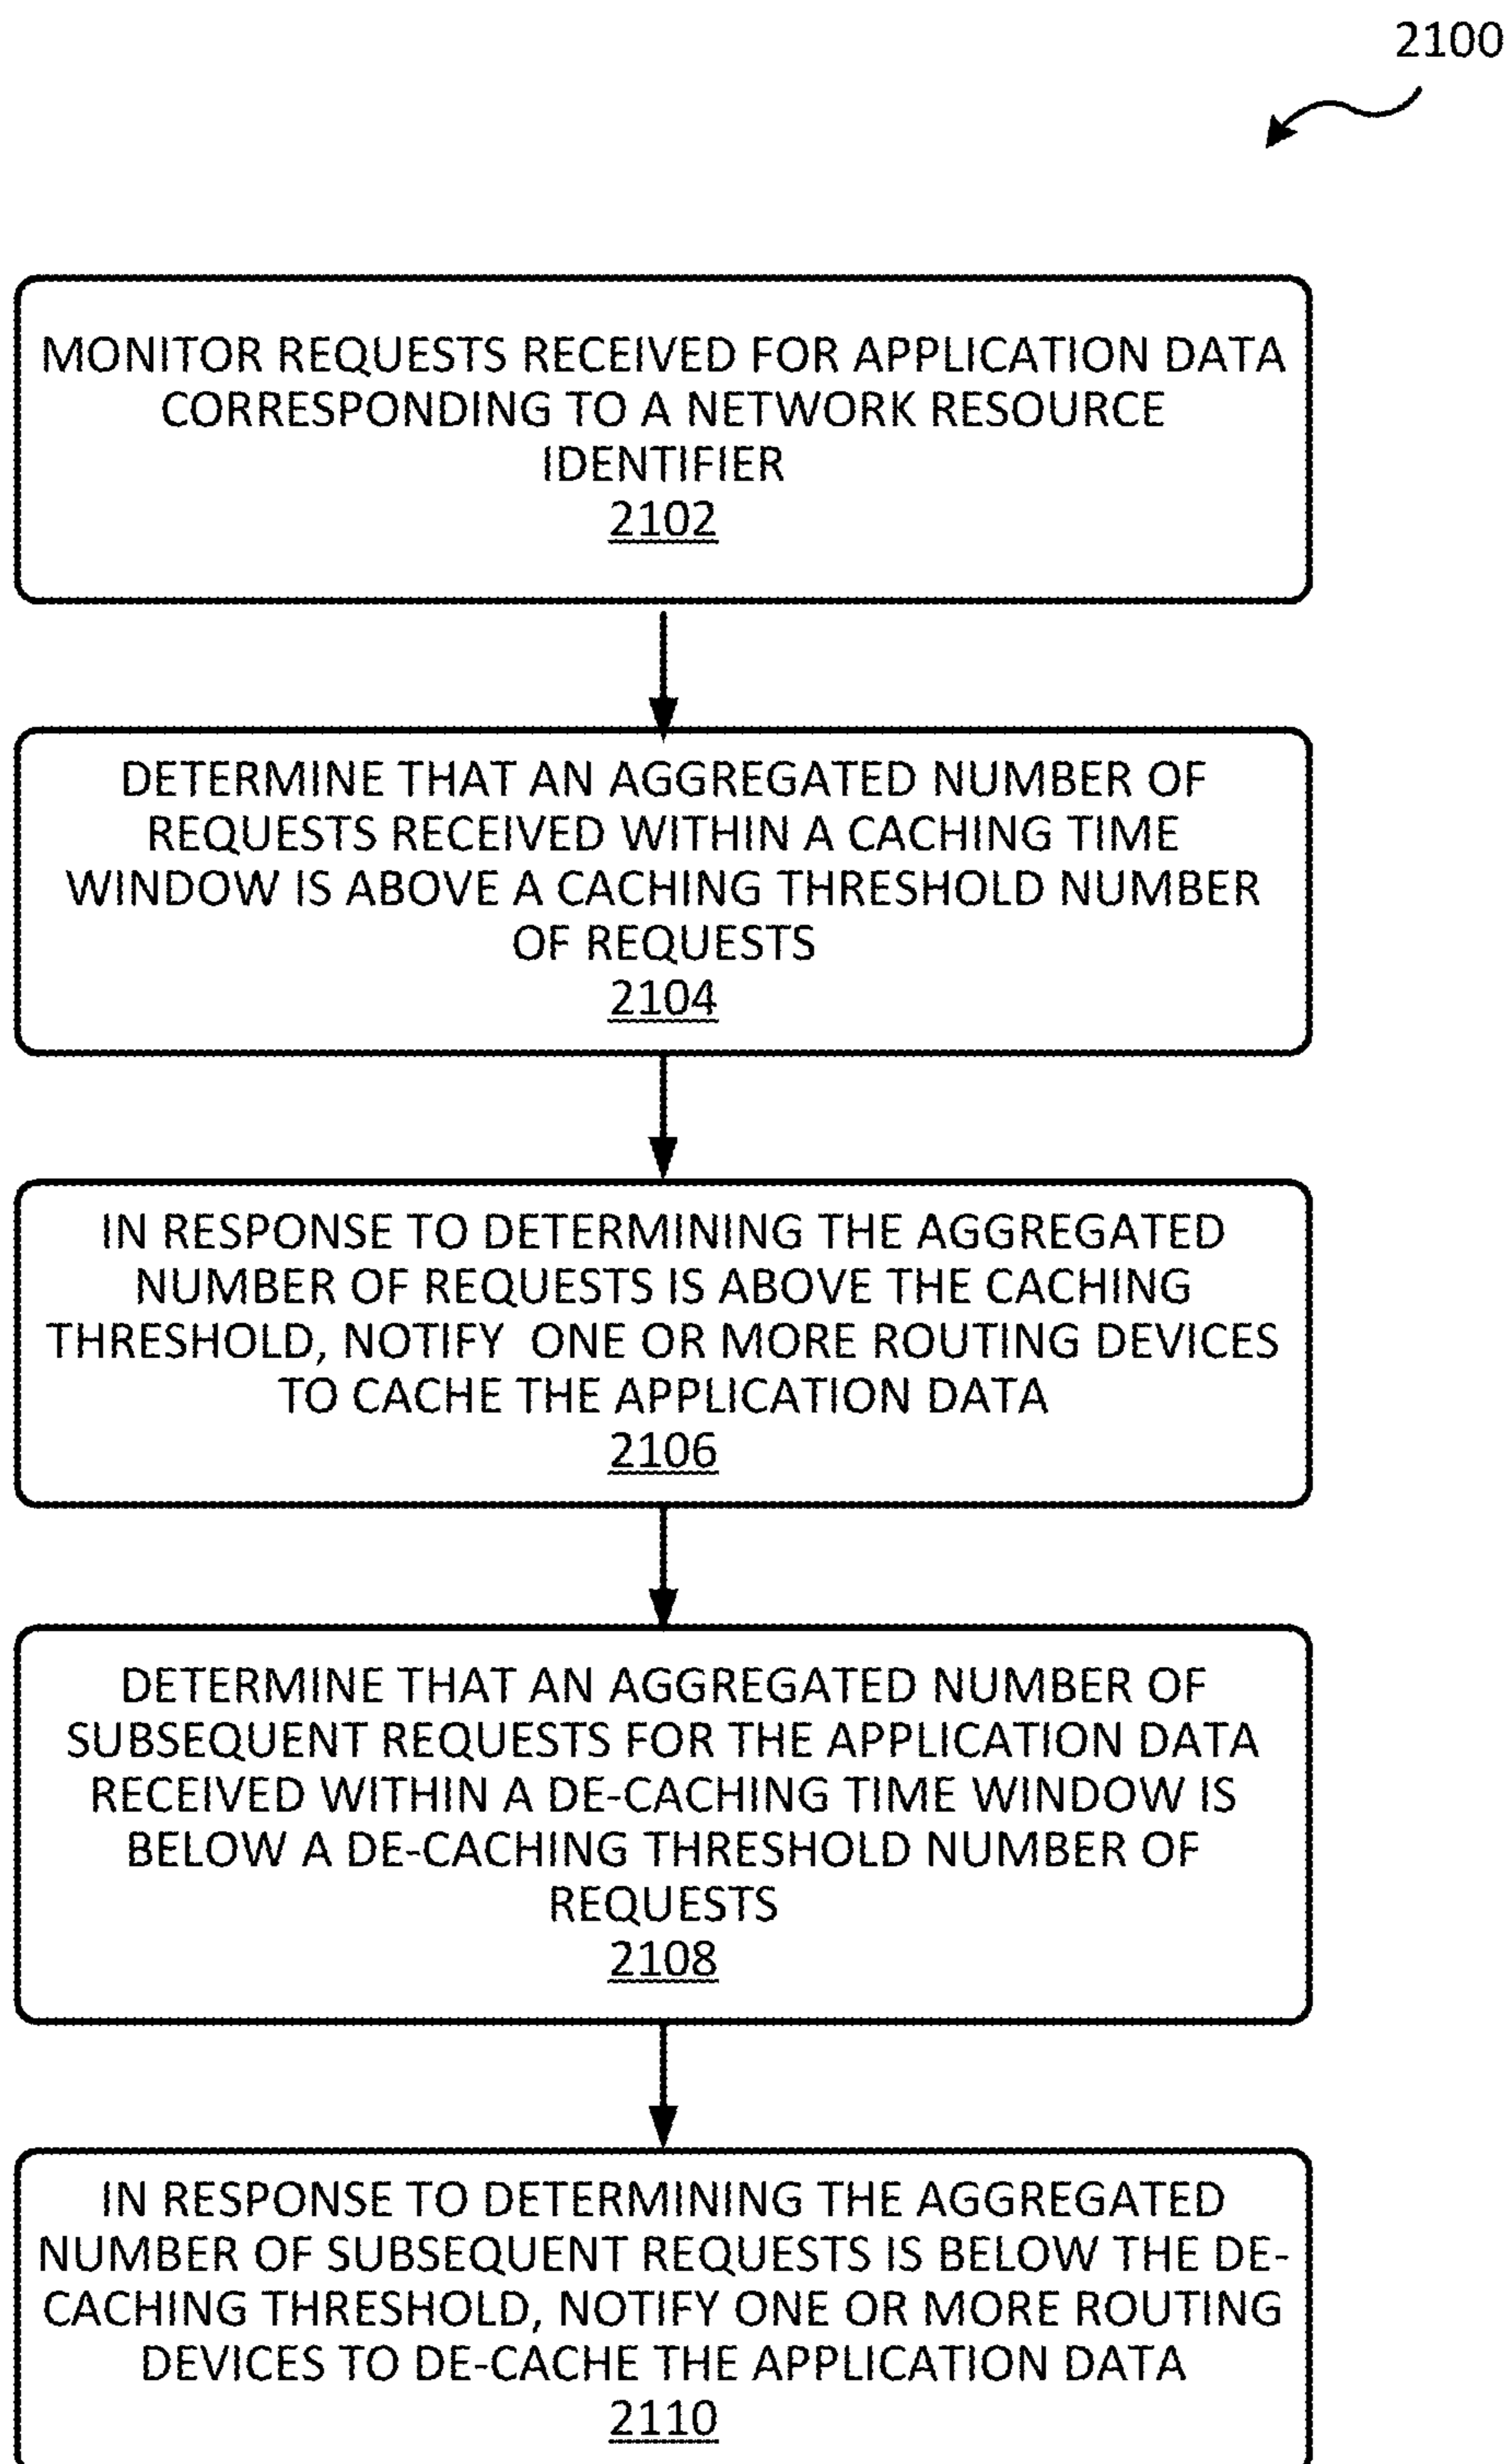 2100
MONITOR REQUESTS RECEIVED FOR APPLICATION DATA
CORRESPONDING TO A NETWORK RESOURCE
IDENTIFIER
2102
DETERMINE THAT AN AGGREGATED NUMBER OF
REQUESTS RECEIVED WITHIN A CACHING TIME
WINDOW IS ABOVE A CACHING THRESHOLD NUMBER
OF REQUESTS
2104
IN RESPONSE TO DETERMINING THE AGGREGATED
NUMBER OF REQUESTS IS ABOVE THE CACHING
THRESHOLD, NOTIFY ONE OR MORE ROUTING DEVICES
TO CACHE THE APPLICATION DATA
2106
DETERMINE THAT AN AGGREGATED NUMBER OF
SUBSEQUENT REQUESTS FOR THE APPLICATION DATA
RECEIVED WITHIN A DE-CACHING TIME WINDOW IS
BELOW A DE-CACHING THRESHOLD NUMBER OF
REQUESTS
2108
IN RESPONSE TO DETERMINING THE AGGREGATED
NUMBER OF SUBSEQUENT REQUESTS IS BELOW THE DE-
CACHING THRESHOLD, NOTIFY ONE OR MORE ROUTING
DEVICES TO DE-CACHE THE APPLICATION DATA
2110